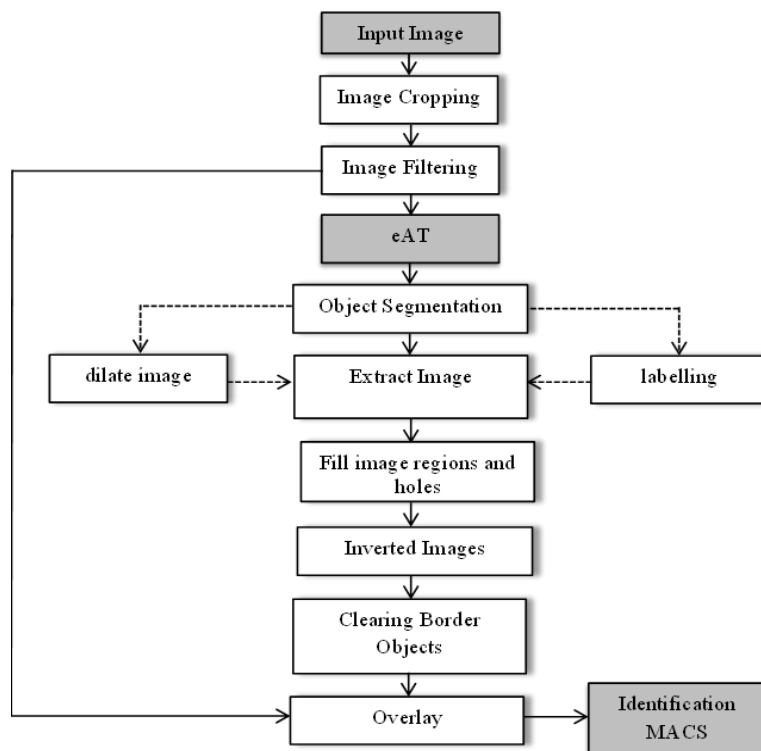 Input Image
Image Cropping
Image Filtering
eAT
Object Segmentation
dilate image
Extract Image
labelling
Fill image regions and
holes
Inverted Images
Clearing Border
Objects
Overlay
Identification
MACS